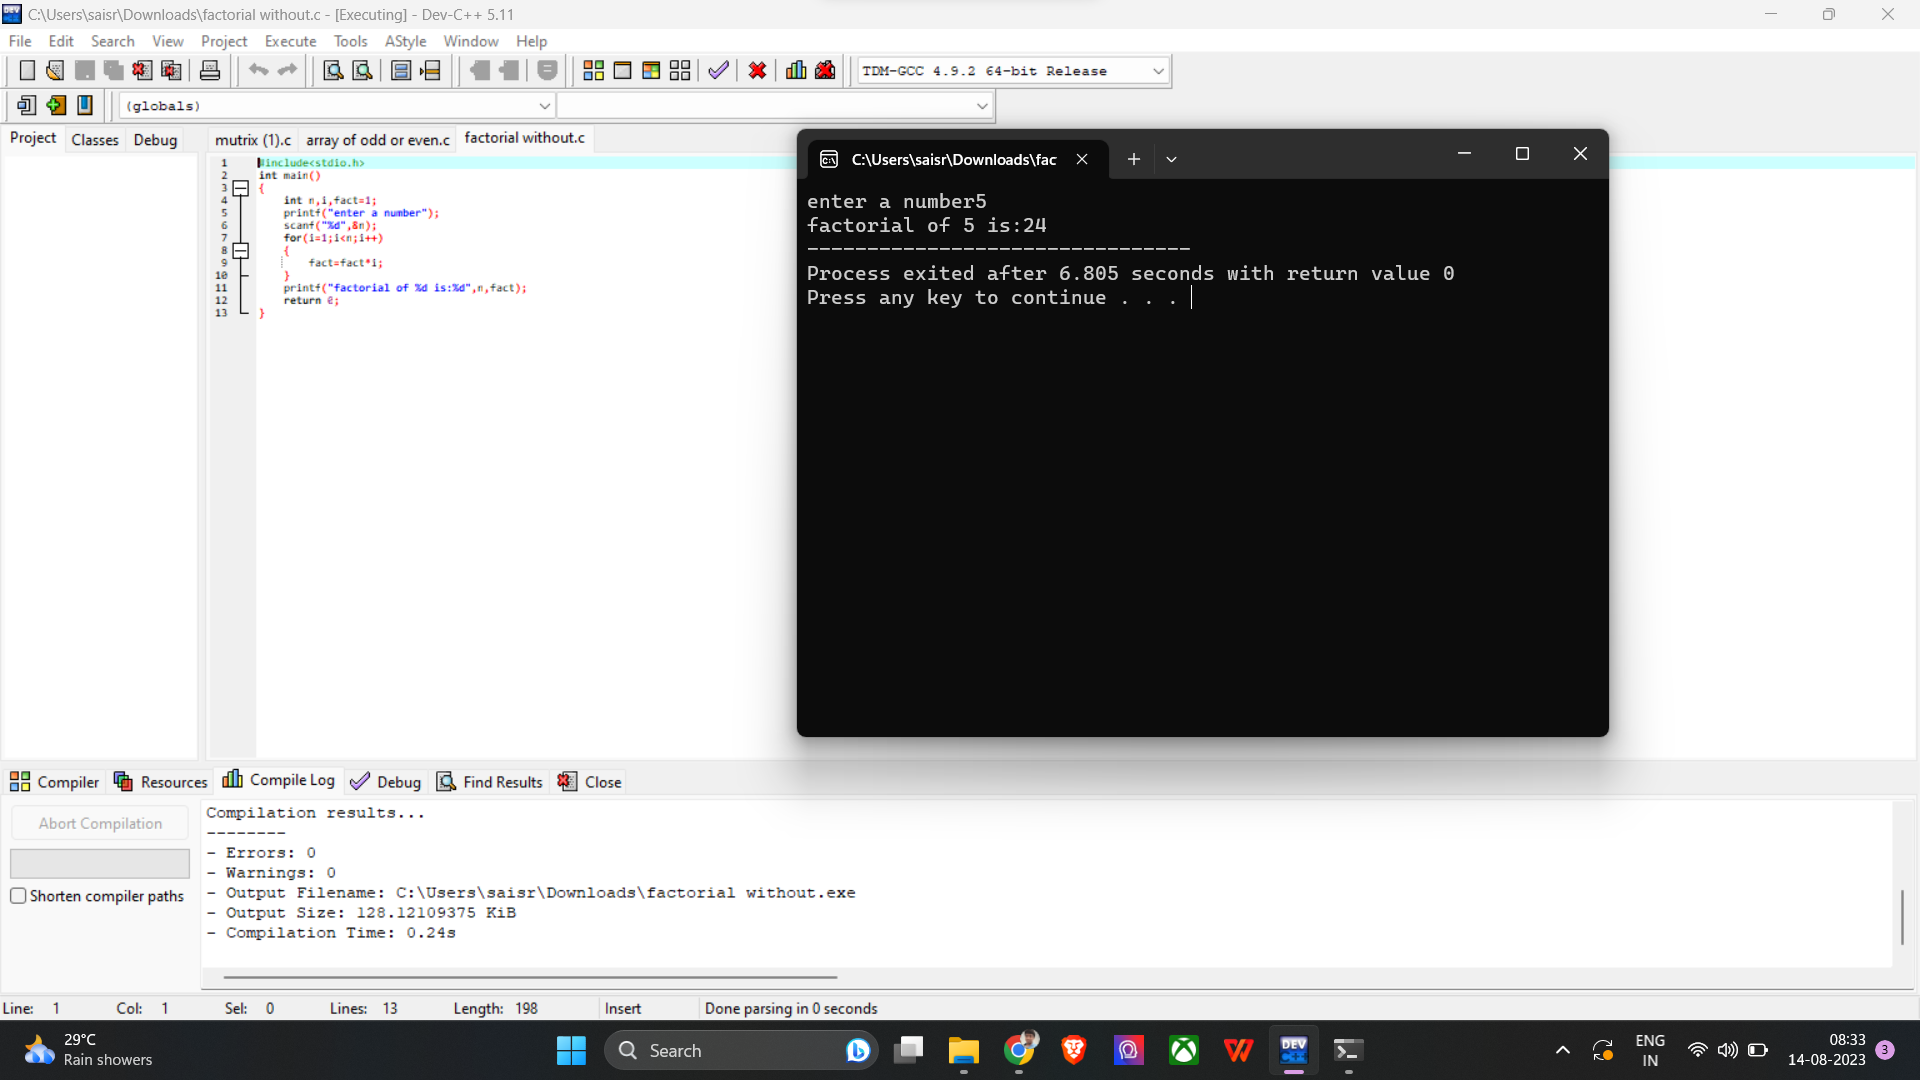 C:\Users\saisr\Downloads\factorial without.c - [Executing] - Dev-C++ 5.11
File Edit Search View Project Execute Tools AStyle Window Help
TDM-GCC 4.9.2 64-bit Release
(globals)
Project Classes Debug
mutrix (1).c array of odd or even.c factorial without.c
1 #include<stdio.h>
2 int main()
3 {
4 int n,i,fact=1;
5 printf("enter a number");
6 scanf("%d",&n);
7 for(i=1;i<n;i++)
8 {
9 fact=fact*i;
10 }
11 printf("factorial of %d is:%d",n,fact);
12 return 0;
13 }
C:\Users\saisr\Downloads\fac
enter a number5
factorial of 5 is:24
--------------------------------
Process exited after 6.805 seconds with return value 0
Press any key to continue . . .
Compiler Resources Compile Log Debug Find Results Close
Abort Compilation
Shorten compiler paths
Compilation results...
--------
- Errors: 0
- Warnings: 0
- Output Filename: C:\Users\saisr\Downloads\factorial without.exe
- Output Size: 128.12109375 KiB
- Compilation Time: 0.24s
Line: 1 Col: 1 Sel: 0 Lines: 13 Length: 198 Insert Done parsing in 0 seconds
29°C
Rain showers
Search
DEV
C++
ENG
IN
08:33
14-08-2023
3